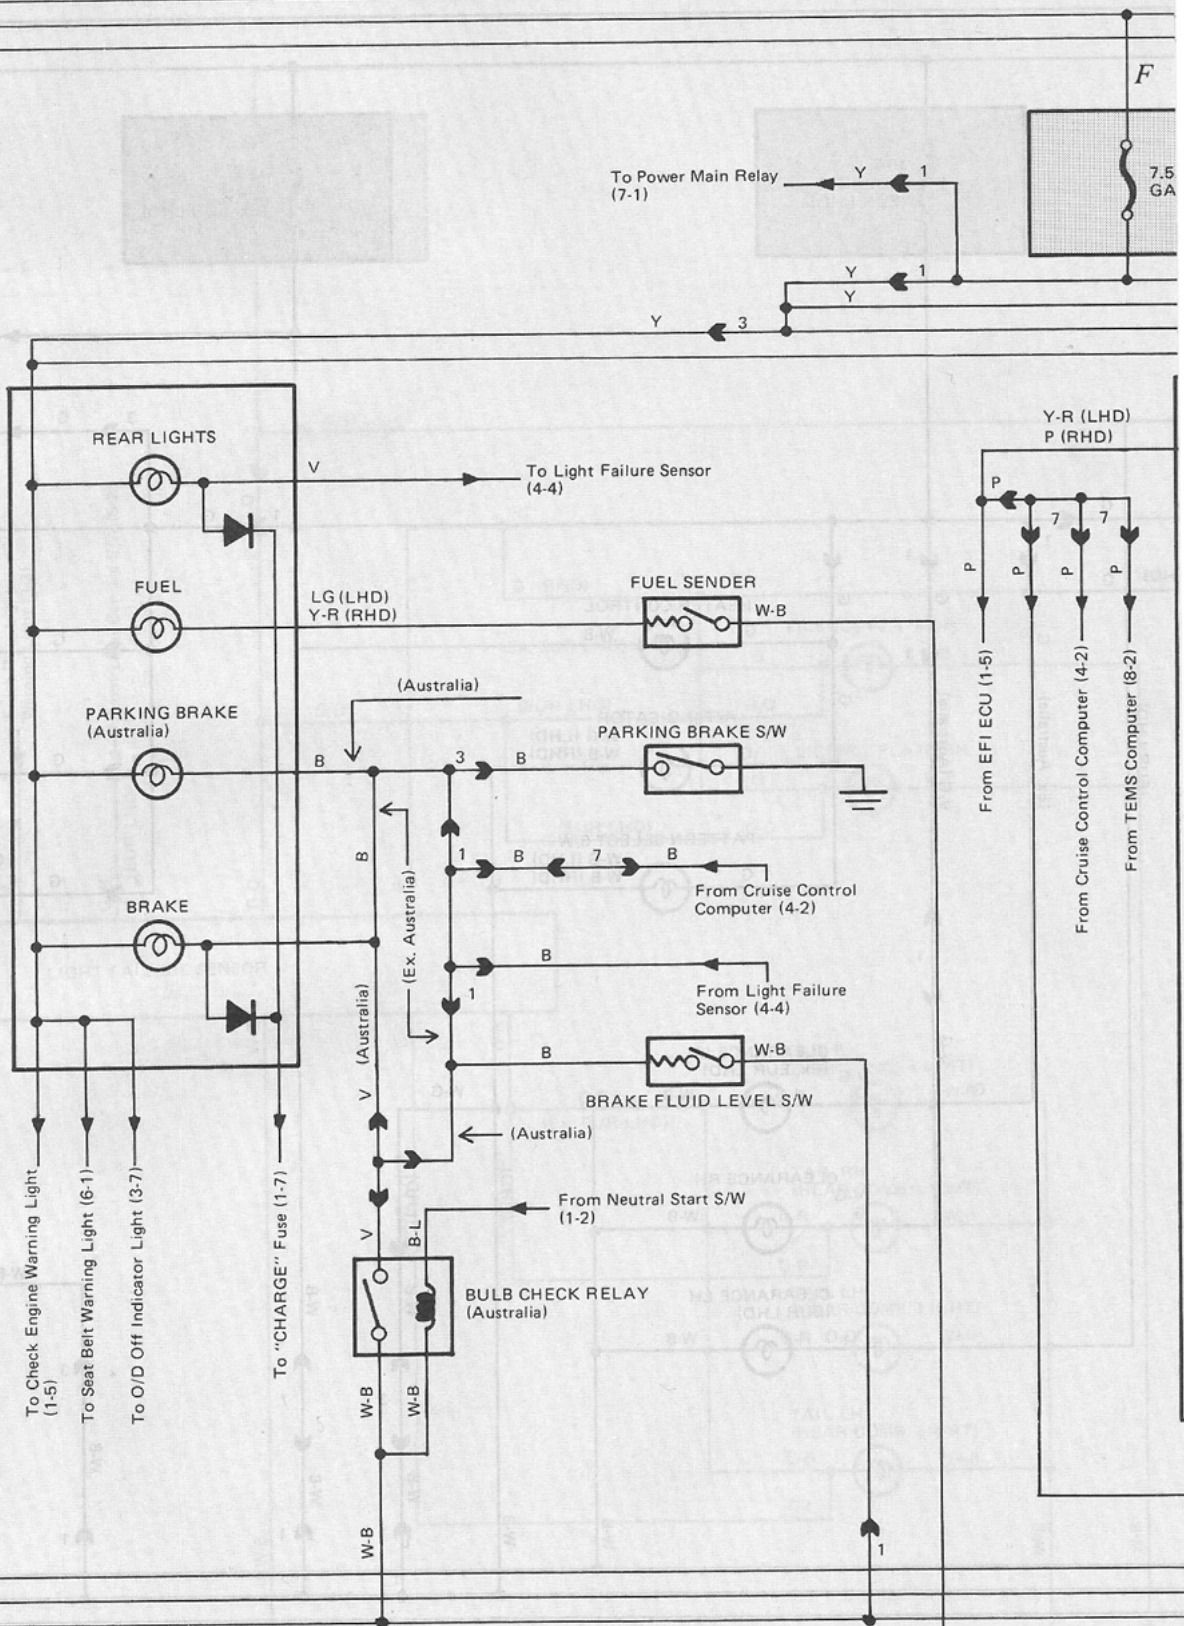 F
7.5
GA
To Power Main Relay
(7-1)
Y
1
Y
1
Y
Y
3
Y-R (LHD)
P (RHD)
REAR LIGHTS
V
To Light Failure Sensor
(4-4)
P
7
7
P
P
P
P
FUEL
LG (LHD)
Y-R (RHD)
FUEL SENDER
W-B
From EFI ECU (1-5)
From Cruise Control Computer (4-2)
From TEMS Computer (8-2)
(Australia)
PARKING BRAKE
(Australia)
PARKING BRAKE S/W
B
3
B
B
1
B
7
B
From Cruise Control
Computer (4-2)
BRAKE
(Ex. Australia)
B
From Light Failure
Sensor (4-4)
1
(Australia)
B
W-B
BRAKE FLUID LEVEL S/W
V
(Australia)
To Check Engine Warning Light
(1-5)
To Seat Belt Warning Light (6-1)
To O/D Off Indicator Light (3-7)
To "CHARGE" Fuse (1-7)
From Neutral Start S/W
(1-2)
V
B-L
BULB CHECK RELAY
(Australia)
W-B
W-B
W-B
1